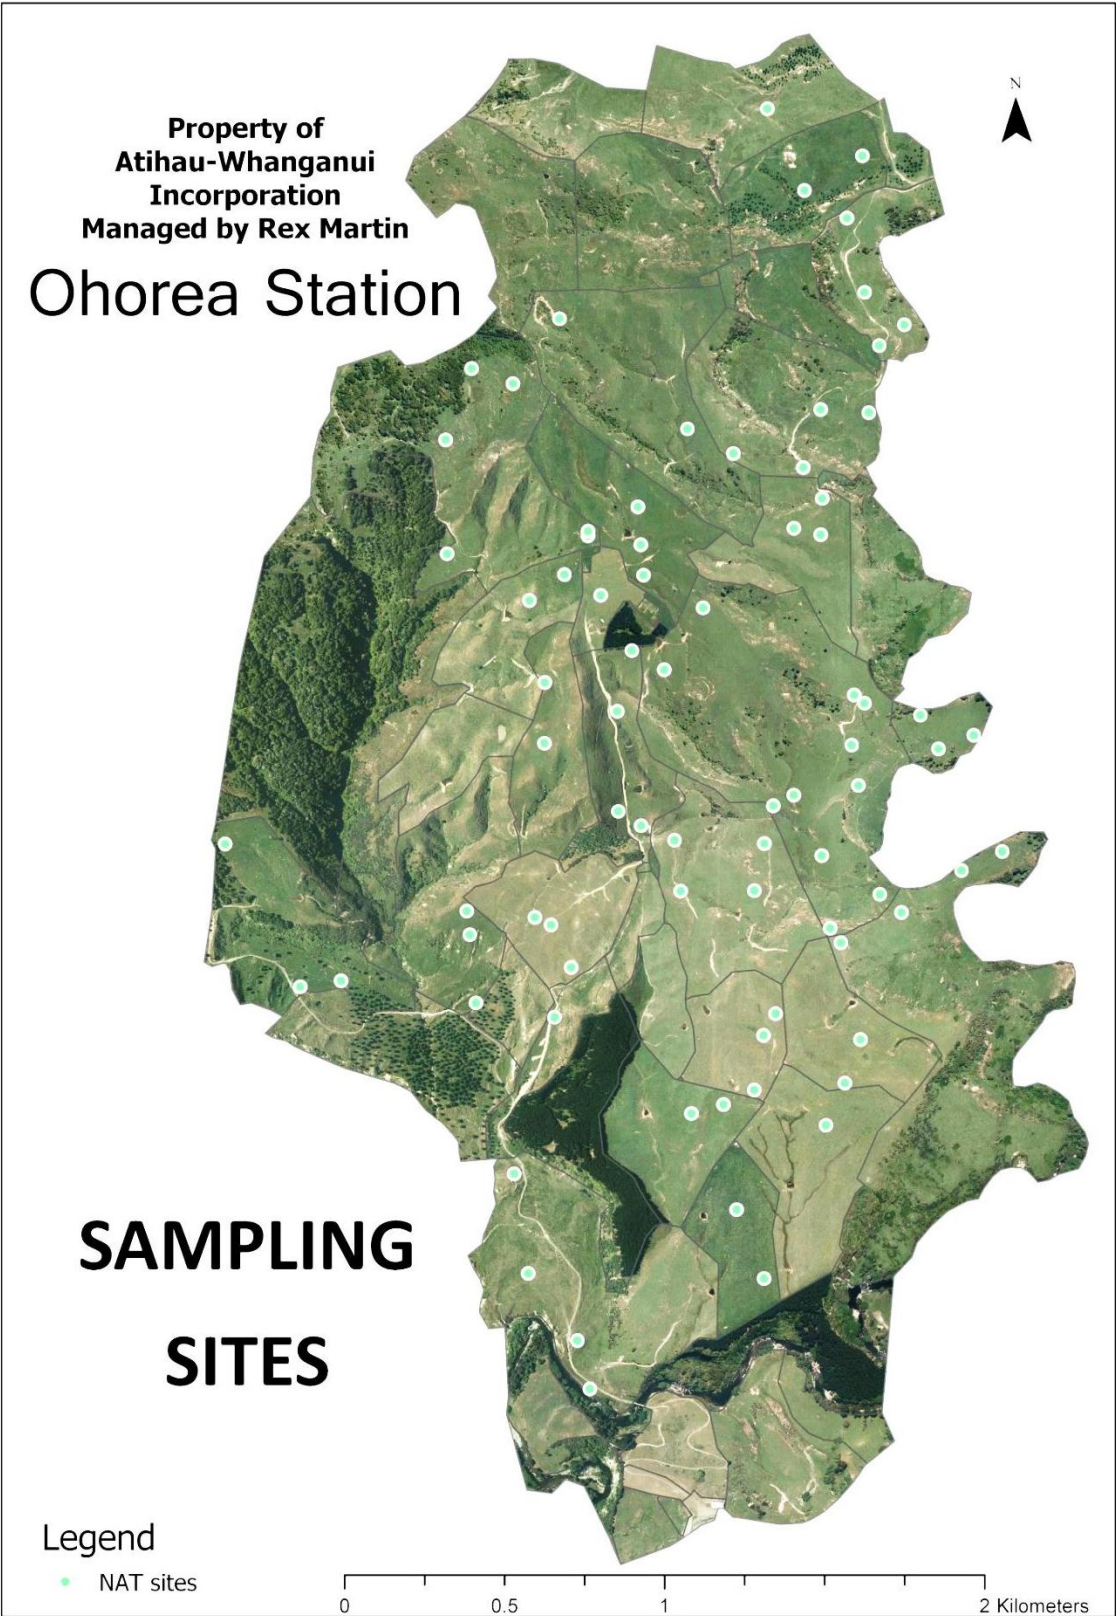 N
Property of
Atihau-Whanganui
Incorporation
Managed by Rex Martin
Ohorea Station
SAMPLING
SITES
Legend
NAT sites
0 0.5 1 2 Kilometers